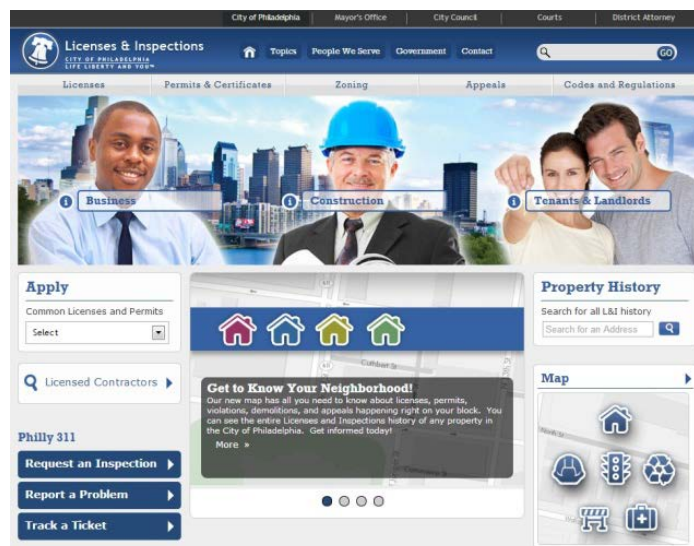 City of Philadelphia
Mayor's Office
City Council
Courts
District Attorney
Licenses & Inspections
CITY OF PHILADELPHIA
LIFE LIBERTY AND YOU™
Topics
People We Serve
Government
Contact
GO
Licenses
Permits & Certificates
Zoning
Appeals
Codes and Regulations
Business
Construction
Tenants & Landlords
Apply
Common Licenses and Permits
Select
Licensed Contractors
Philly 311
Request an Inspection
Report a Problem
Track a Ticket
Cuthbert St
Get to Know Your Neighborhood!
Our new map has all you need to know about licenses, permits,
violations, demolitions, and appeals happening right on your block. You
can see the entire Licenses and Inspections history of any property in
the City of Philadelphia. Get informed today!
More »
Property History
Search for all L&I history
Search for an Address
Map